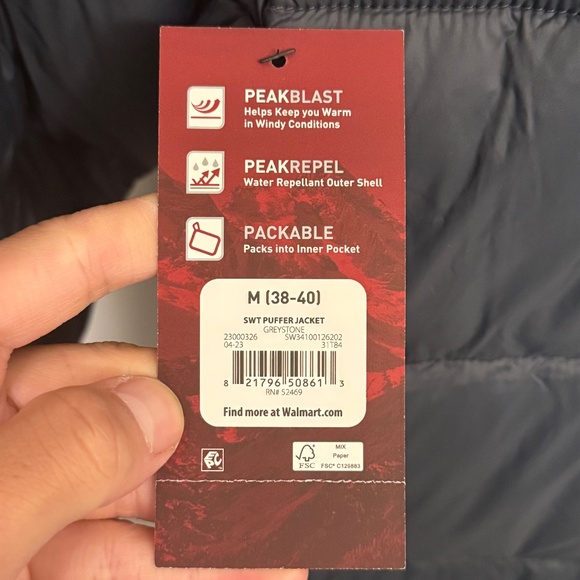 PEAKBLAST
Helps Keep you Warm
in Windy Conditions
PEAKREPEL
Water Repellant Outer Shell
PACKABLE
Packs into Inner Pocket
M (38-40)
SWT PUFFER JACKET
GREYSTONE
23000326 SW34100126202
04-23 31T84
8 21796 50861 3
RN# 52469
Find more at Walmart.com
FSC
MIX
Paper
FSC® C129883